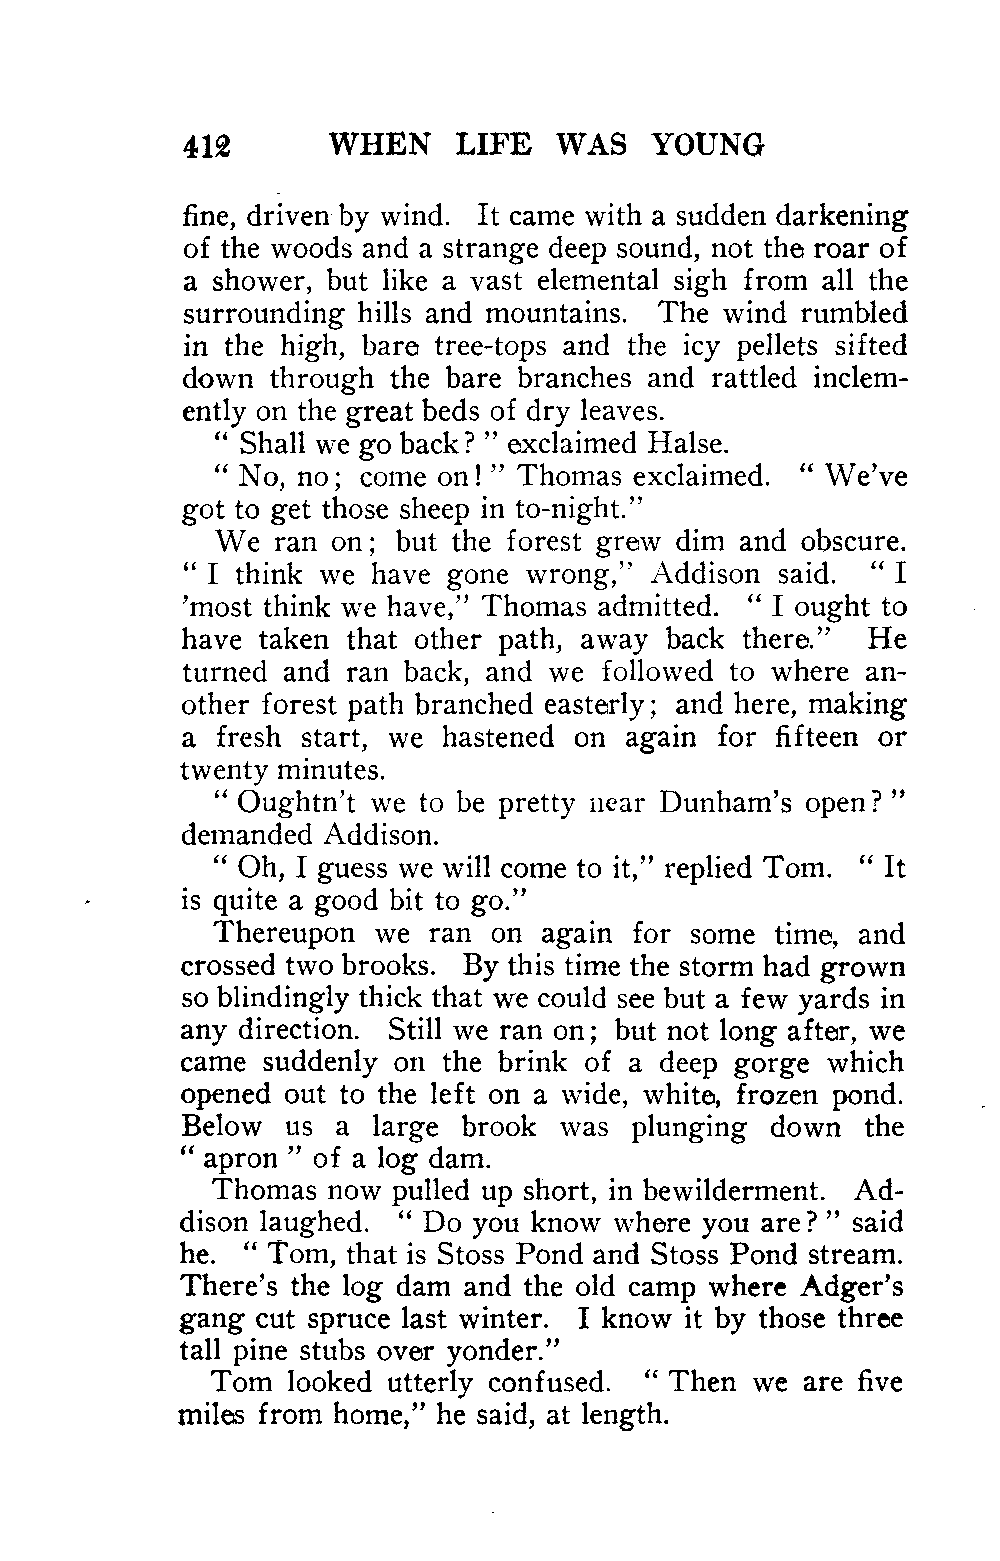 412 WHEN LIFE WAS YOUNG
fine, driven by wind. It came with a sudden darkening
of the woods and a strange deep sound, not the roar of
a shower, but like a vast elemental sigh from all the
surrounding hills and mountains. The wind rumbled
in the high, bare tree-tops and the icy pellets sifted
down through the bare branches and rattled inclem-
ently on the great beds of dry leaves.
“ Shall we go back? ” exclaimed Halse.
“ No, no; come on! ” Thomas exclaimed. “ We’ve
got to get those sheep in to-night.”
We ran on; but the forest grew dim and obscure.
“ I think we have gone wrong,” Addison said. “ I
’most think we have,” Thomas admitted. “ I ought to
have taken that other path, away back there.” He
turned and ran back, and we followed to where an-
other forest path branched easterly; and here, making
a fresh start, we hastened on again for fifteen or
twenty minutes.
“ Oughtn’t we to be pretty near Dunham’s open? ”
demanded Addison.
“ Oh, I guess we will come to it,” replied Tom. “ It
is quite a good bit to go.”
Thereupon we ran on again for some time, and
crossed two brooks. By this time the storm had grown
so blindingly thick that we could see but a few yards in
any direction. Still we ran on; but not long after, we
came suddenly on the brink of a deep gorge which
opened out to the left on a wide, white, frozen pond.
Below us a large brook was plunging down the
“ apron ” of a log dam.
Thomas now pulled up short, in bewilderment. Ad-
dison laughed. “ Do you know where you are? ” said
he. “ Tom, that is Stoss Pond and Stoss Pond stream.
There’s the log dam and the old camp where Adger’s
gang cut spruce last winter. I know it by those three
tall pine stubs over yonder.”
Tom looked utterly confused. “ Then we are five
miles from home,” he said, at length.